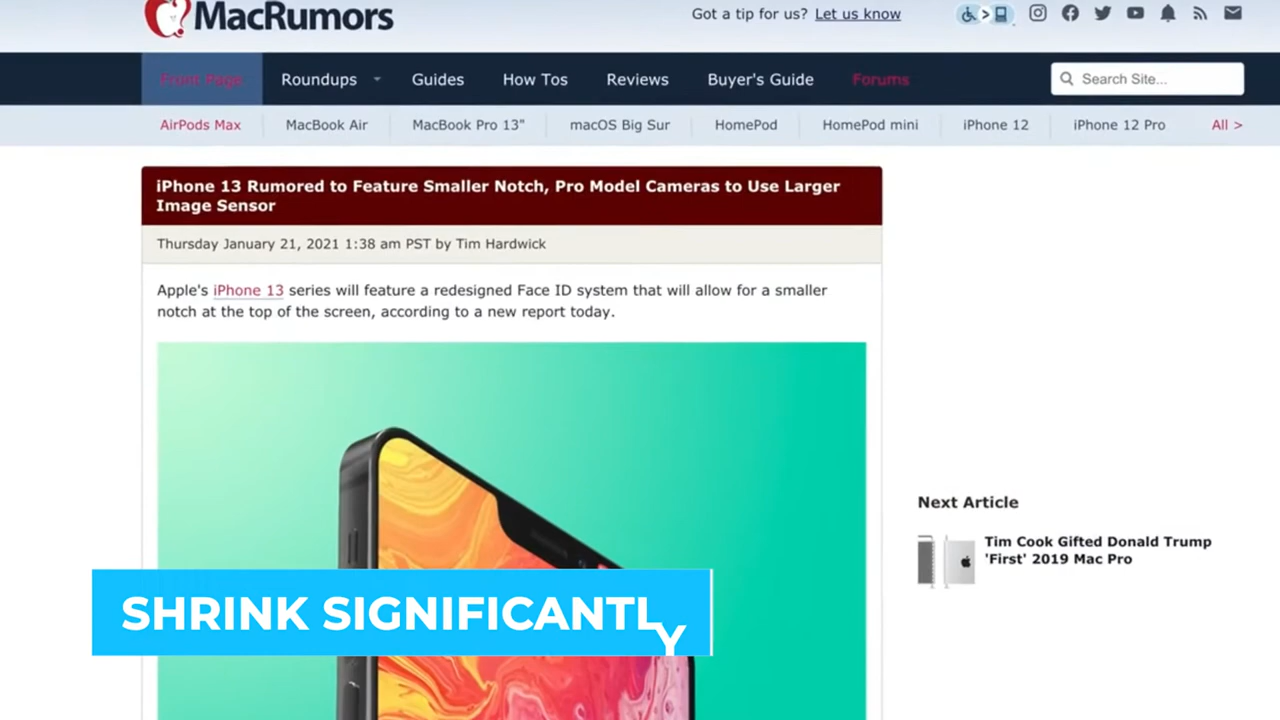 MacRumors
Got a tip for us? Let us know
Front Page Roundups Guides How Tos Reviews Buyer's Guide Forums
Search Site...
AirPods Max MacBook Air MacBook Pro 13" macOS Big Sur HomePod HomePod mini iPhone 12 iPhone 12 Pro All >
iPhone 13 Rumored to Feature Smaller Notch, Pro Model Cameras to Use Larger
Image Sensor
Thursday January 21, 2021 1:38 am PST by Tim Hardwick
Apple's iPhone 13 series will feature a redesigned Face ID system that will allow for a smaller
notch at the top of the screen, according to a new report today.
Next Article
Tim Cook Gifted Donald Trump
'First' 2019 Mac Pro
SHRINK SIGNIFICANTLY